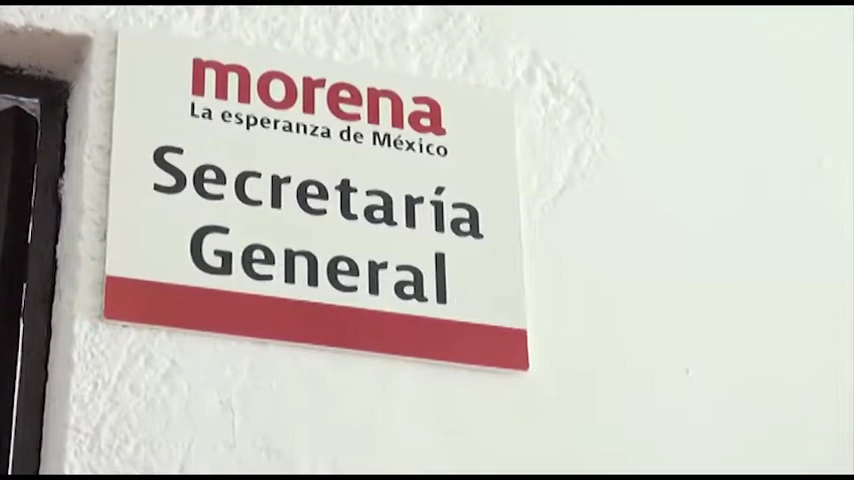 morena
La esperanza de México
Secretaría
General